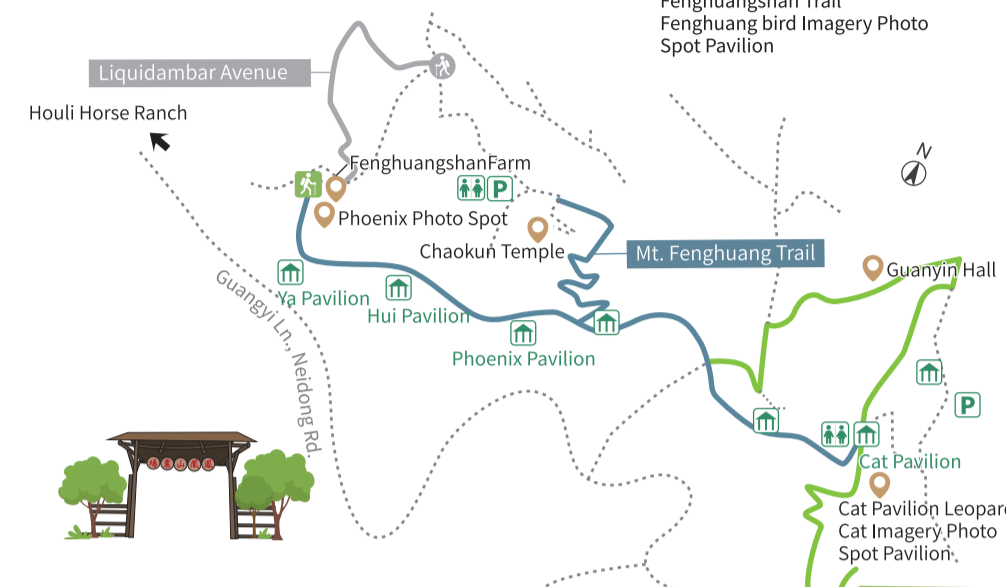 Fenghuangshan Trail
Fenghuang bird Imagery Photo
Spot Pavilion
Liquidambar Avenue
Houli Horse Ranch
N
FenghuangshanFarm
P
Phoenix Photo Spot
Chaokun Temple
Mt. Fenghuang Trail
Guanyin Hall
Ya Pavilion
Hui Pavilion
Guangyi Ln., Neidong Rd.
Phoenix Pavilion
P
Cat Pavilion
Cat Pavilion Leopar
Cat Imagery Photo
Spot Pavilion